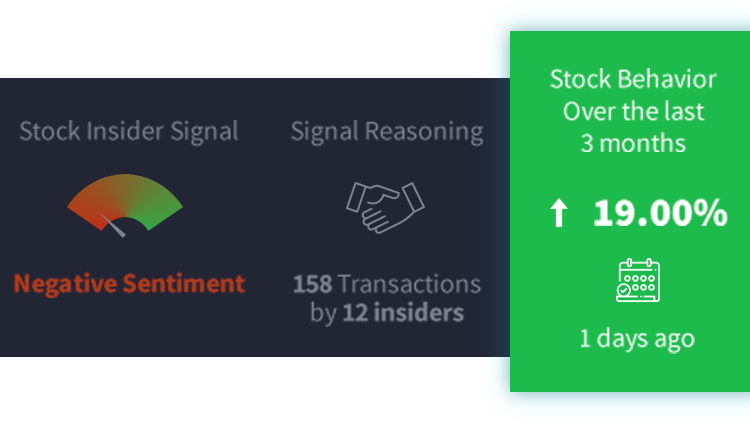 Stock Insider Signal
Negative Sentiment
Signal Reasoning
158 Transactions
by 12 insiders
Stock Behavior
Over the last
3 months
19.00%
1 days ago